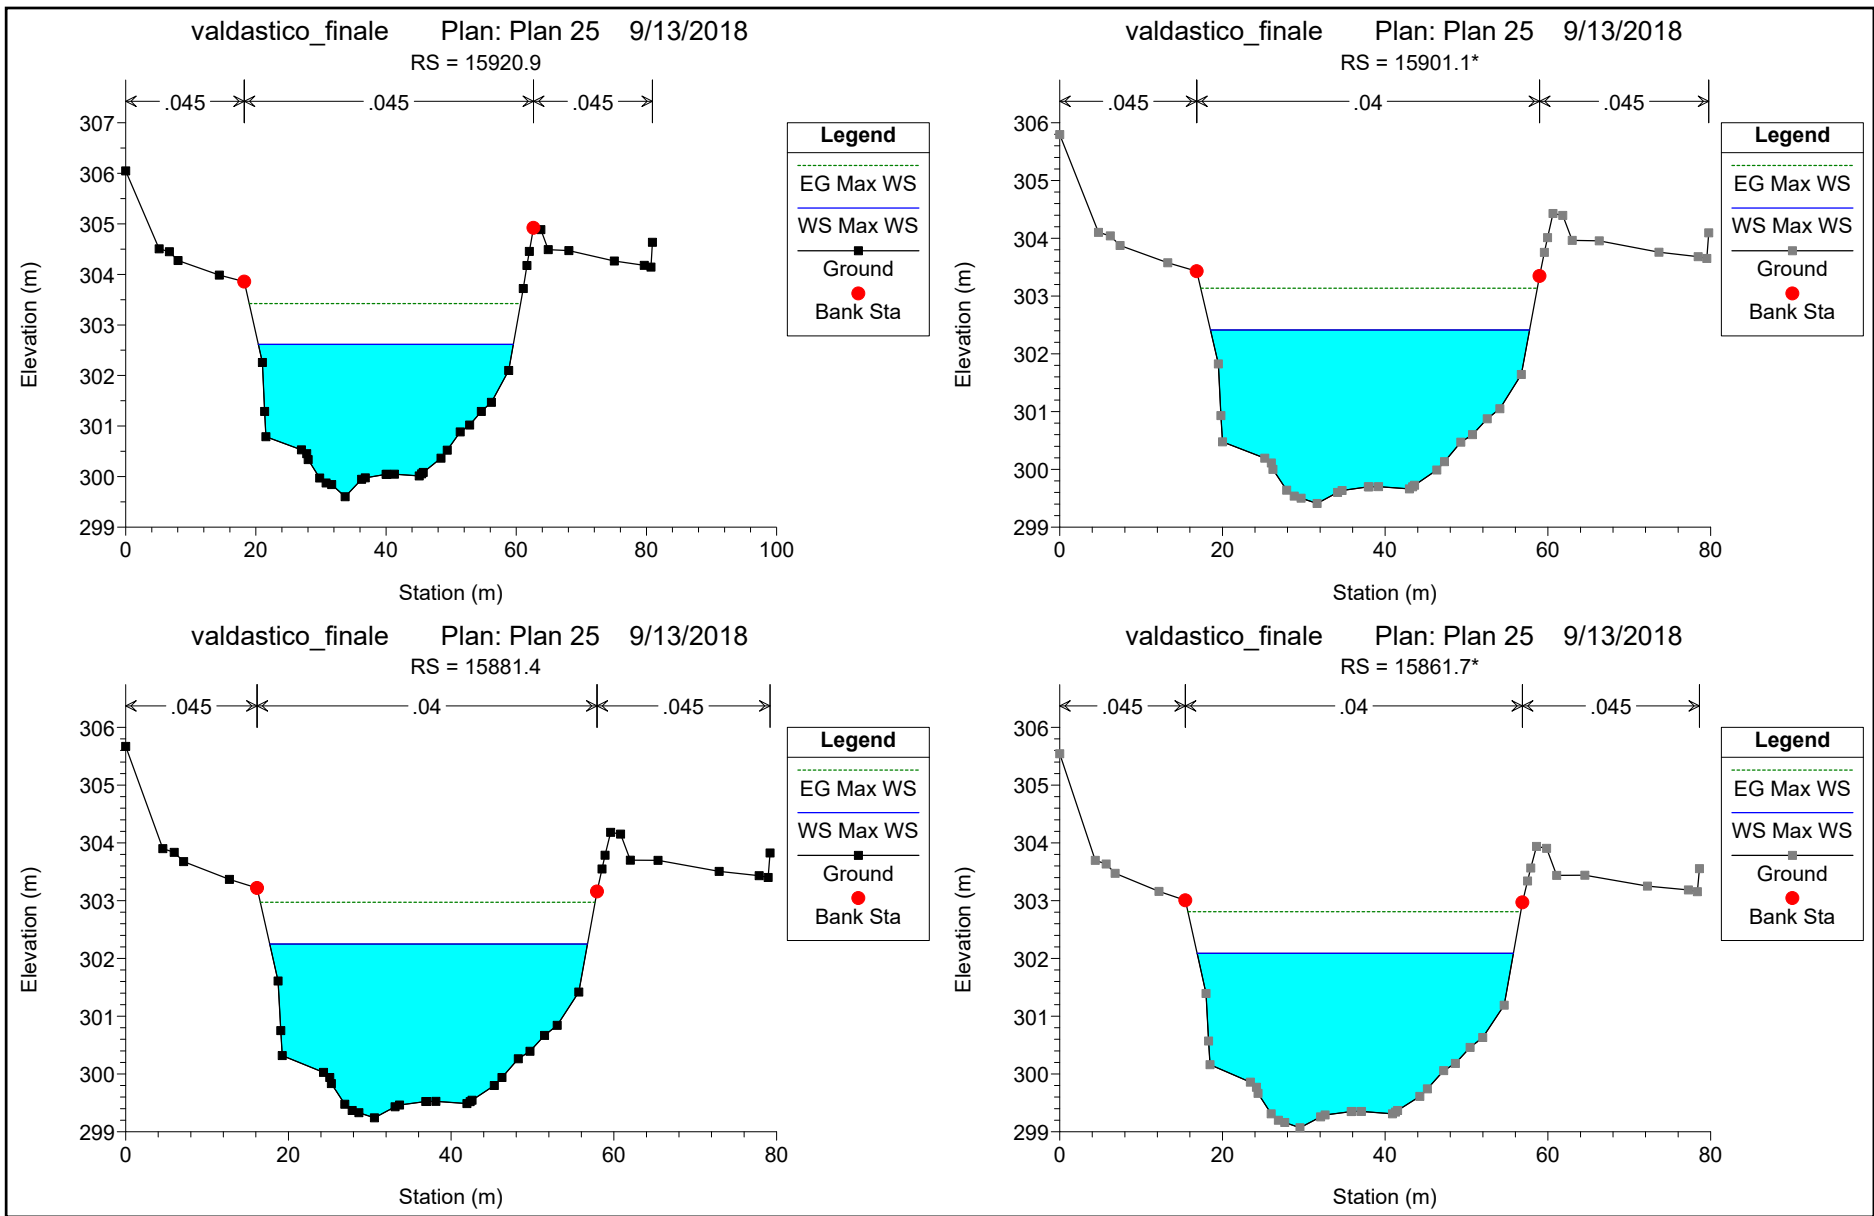 valdastico_finale Plan: Plan 25 9/13/2018
RS = 15920.9
.045 .045 .045
307
306
305
304
303
302
301
300
299
0 20 40 60 80 100
Station (m)
Elevation (m)
Legend
EG Max WS
WS Max WS
Ground
Bank Sta
valdastico_finale Plan: Plan 25 9/13/2018
RS = 15901.1*
.045 .04 .045
306
305
304
303
302
301
300
299
0 20 40 60 80
Station (m)
Elevation (m)
Legend
EG Max WS
WS Max WS
Ground
Bank Sta
valdastico_finale Plan: Plan 25 9/13/2018
RS = 15881.4
.045 .04 .045
306
305
304
303
302
301
300
299
0 20 40 60 80
Station (m)
Elevation (m)
Legend
EG Max WS
WS Max WS
Ground
Bank Sta
valdastico_finale Plan: Plan 25 9/13/2018
RS = 15861.7*
.045 .04 .045
306
305
304
303
302
301
300
299
0 20 40 60 80
Station (m)
Elevation (m)
Legend
EG Max WS
WS Max WS
Ground
Bank Sta